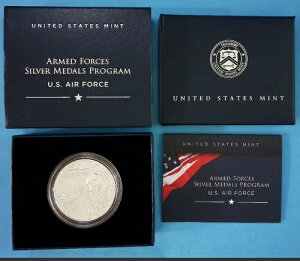 UNITED STATES MINT
ARMED FORCES
SILVER MEDALS PROGRAM
U.S. AIR FORCE
UNITED STATES MINT
UNITED STATES MINT
ARMED FORCES
SILVER MEDALS PROGRAM
U.S. AIR FORCE